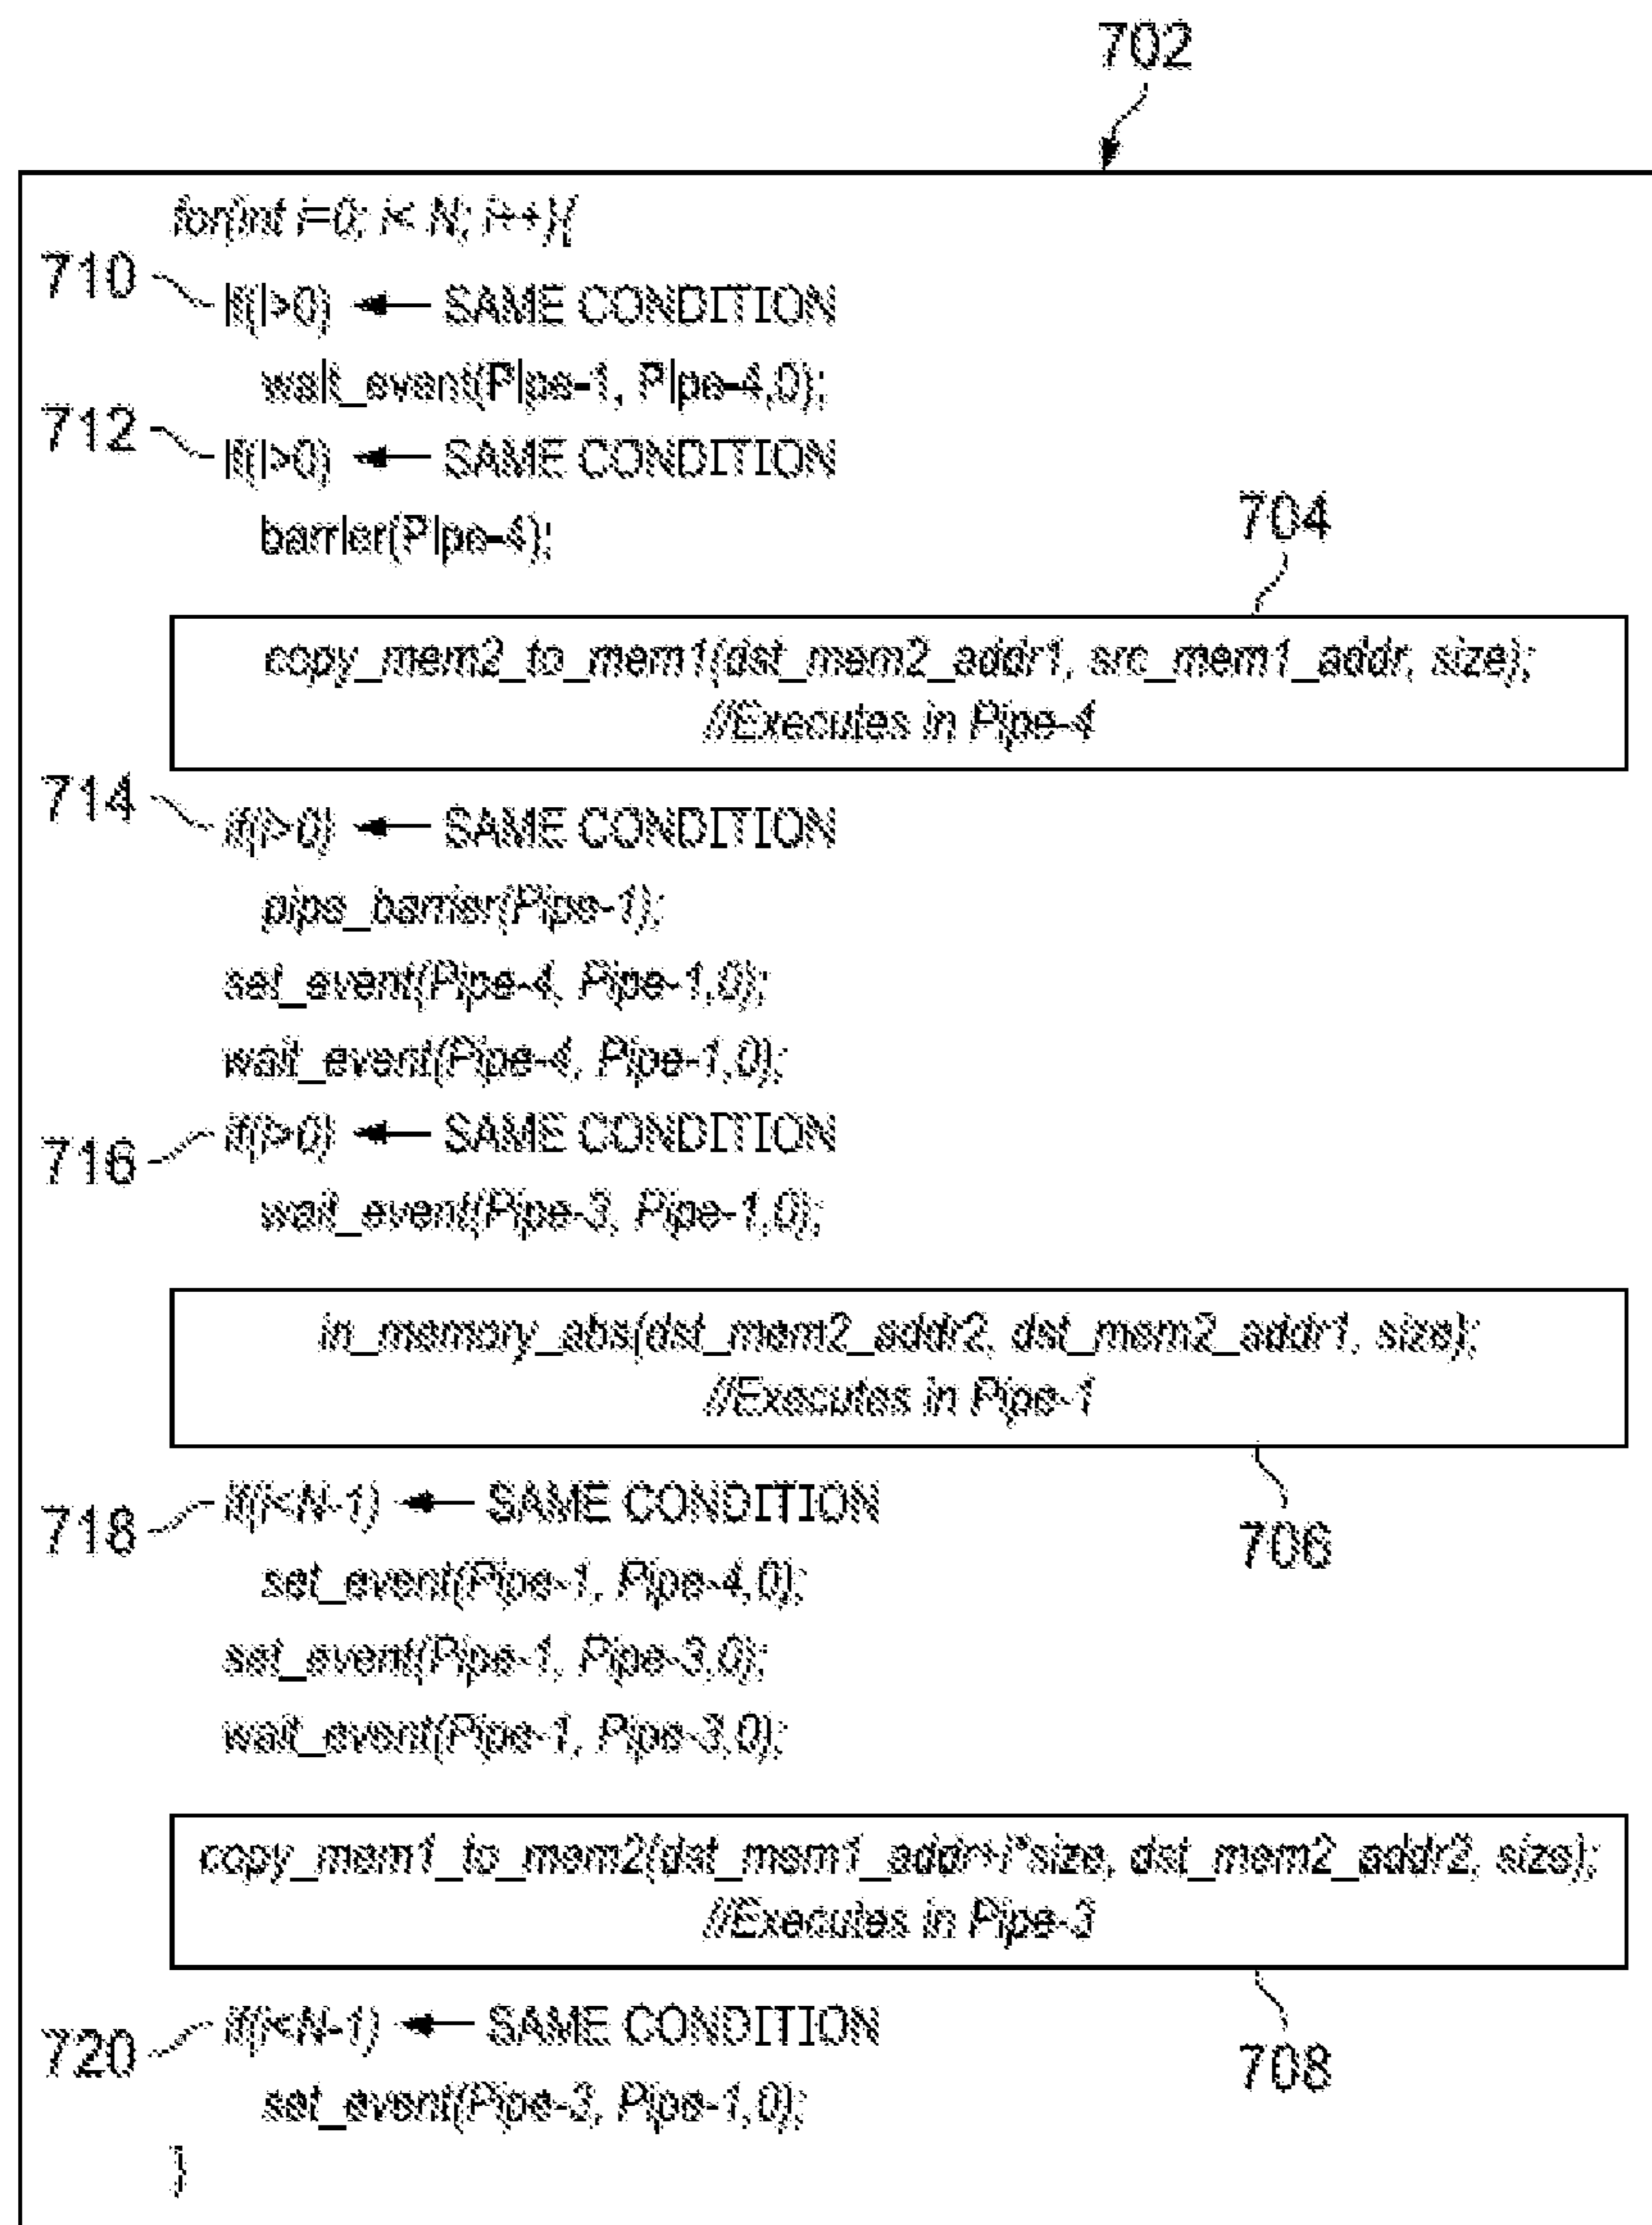 702
for(int i=0; i< N; i++){
710 if(i>0) SAME CONDITION
wait_event(Pipe-1, Pipe-4,0);
712 if(i>0) SAME CONDITION
barrier(Pipe-4);
704
copy_mem2_to_mem1(dst_mem2_addr1, src_mem1_addr, size);
//Executes in Pipe-4
714 if(i>0) SAME CONDITION
pipe_barrier(Pipe-1);
set_event(Pipe-4, Pipe-1,0);
wait_event(Pipe-4, Pipe-1,0);
716 if(i>0) SAME CONDITION
wait_event(Pipe-3, Pipe-1,0);
in_memory_abs(dst_mem2_addr2, dst_mem2_addr1, size);
//Executes in Pipe-1
718 if(i<N-1) SAME CONDITION
706
set_event(Pipe-1, Pipe-4,0);
set_event(Pipe-1, Pipe-3,0);
wait_event(Pipe-1, Pipe-3,0);
copy_mem1_to_mem2(dst_mem1_addr+i*size, dst_mem2_addr2, size);
//Executes in Pipe-3
720 if(i<N-1) SAME CONDITION
708
set_event(Pipe-3, Pipe-1,0);
}